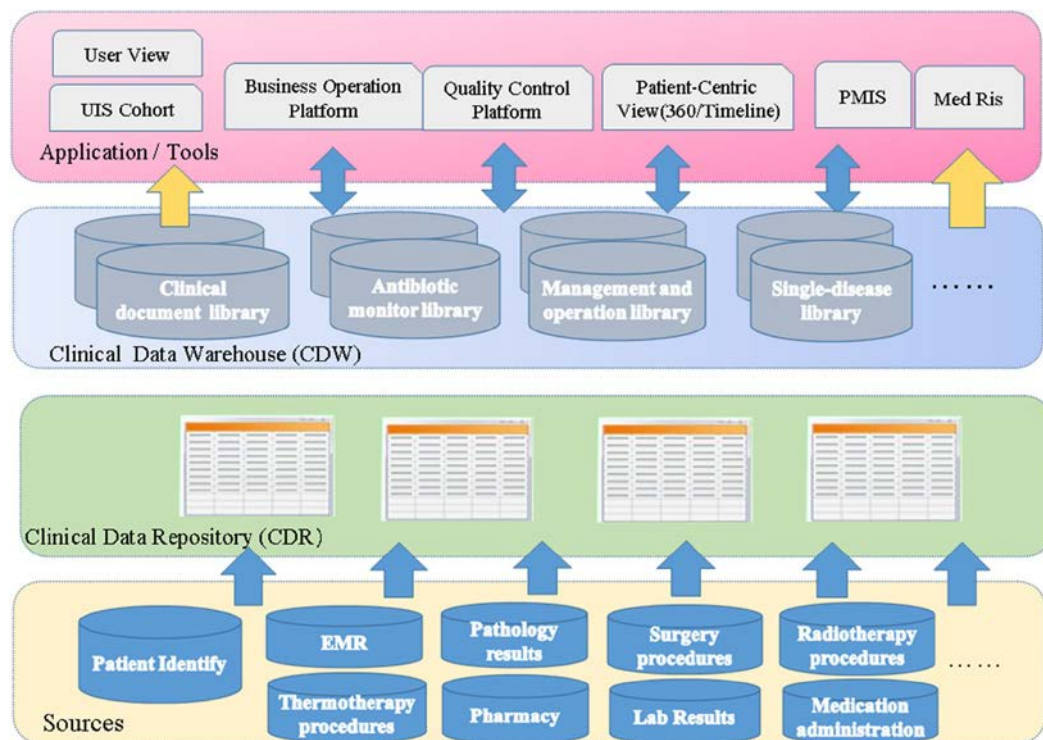 User View
UIS Cohort
Business Operation
Platform
Quality Control
Platform
Patient-Centric
View(360/Timeline)
PMIS
Med Ris
Application / Tools
Clinical
document library
Antibiotic
monitor library
Management and
operation library
Single-disease
library
……
Clinical Data Warehouse (CDW)
Clinical Data Repository (CDR)
Patient Identify
EMR
Pathology
results
Surgery
procedures
Radiotherapy
procedures
……
Thermotherapy
procedures
Pharmacy
Lab Results
Medication
administration
Sources